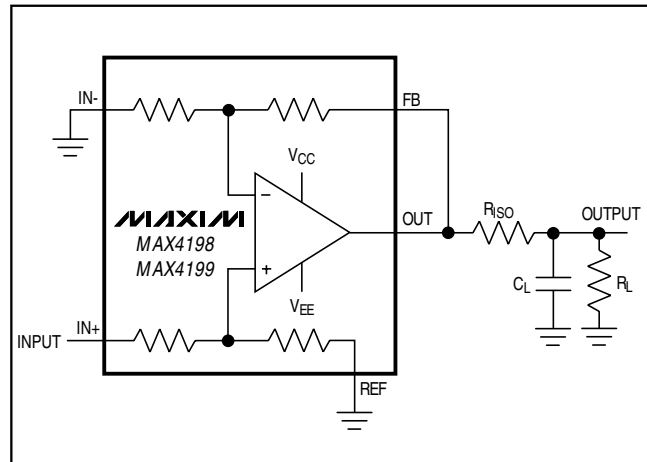 IN-
FB
VCC
MAXIM
MAX4198
MAX4199
−
+
OUT
RISO
OUTPUT
CL
RL
VEE
INPUT
IN+
REF